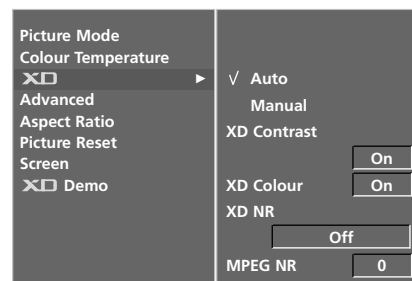 Picture Mode
Colour Temperature
XD
Advanced
Aspect Ratio
Picture Reset
Screen
XD Demo
√ Auto
Manual
XD Contrast
On
XD Colour On
XD NR
Off
MPEG NR 0